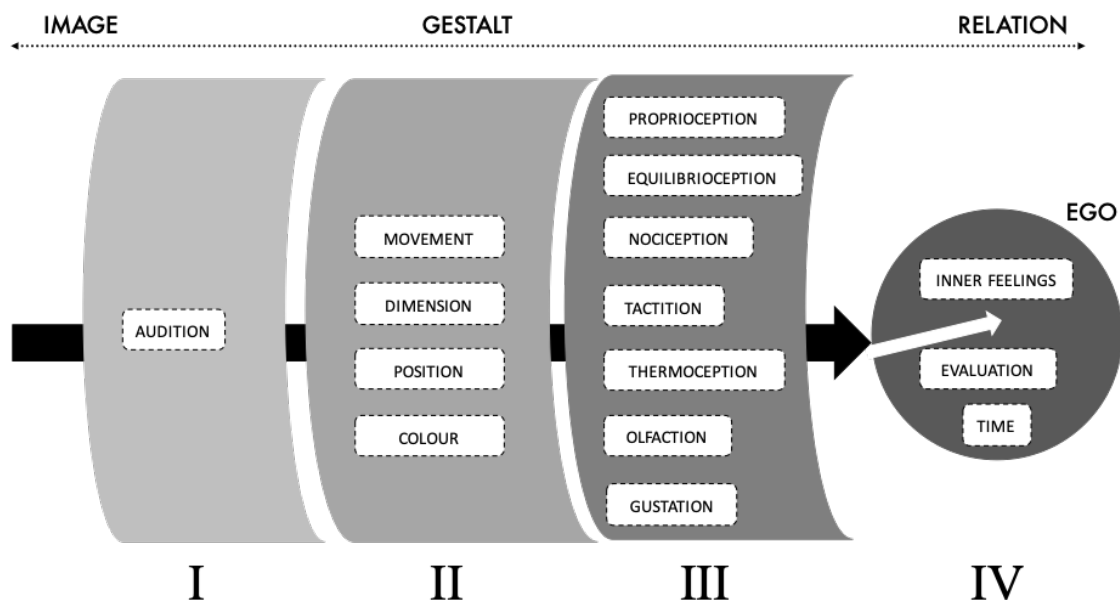 IMAGE GESTALT RELATION
AUDITION
MOVEMENT
DIMENSION
POSITION
COLOUR
PROPRIOCEPTION
EQUILIBRIOCEPTION
NOCICEPTION
TACTITION
THERMOCEPTION
OLFACTION
GUSTATION
EGO
INNER FEELINGS
EVALUATION
TIME
I II III IV